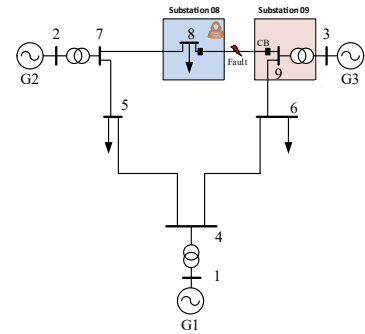 Substation 08 Substation 09
2 7 8 CB 3
G2 Fault 9 G3
5 6
4
1
G1